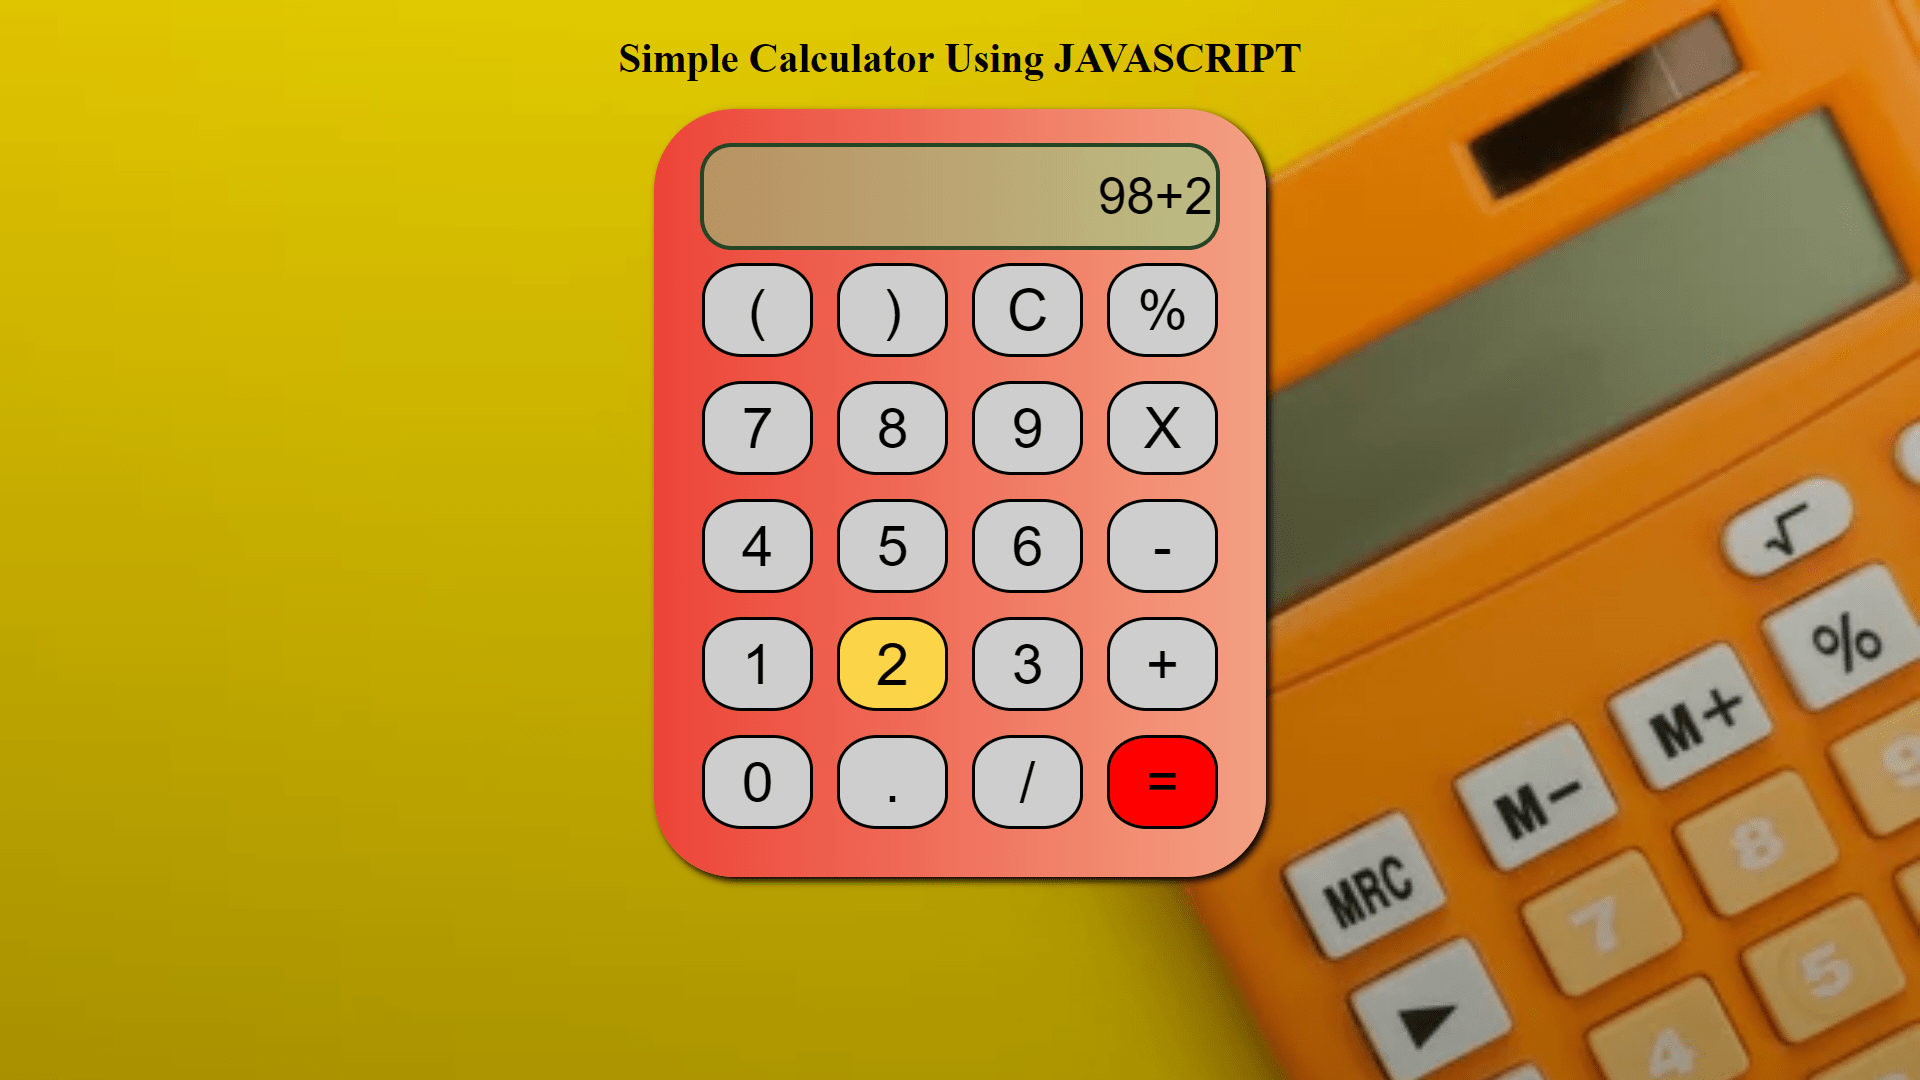 Simple Calculator Using JAVASCRIPT
98+2
( ) C %
7 8 9 X
4 5 6 -
1 2 3 +
0 . / =
√
%
M+
M-
MRC
9
8
7
5
4